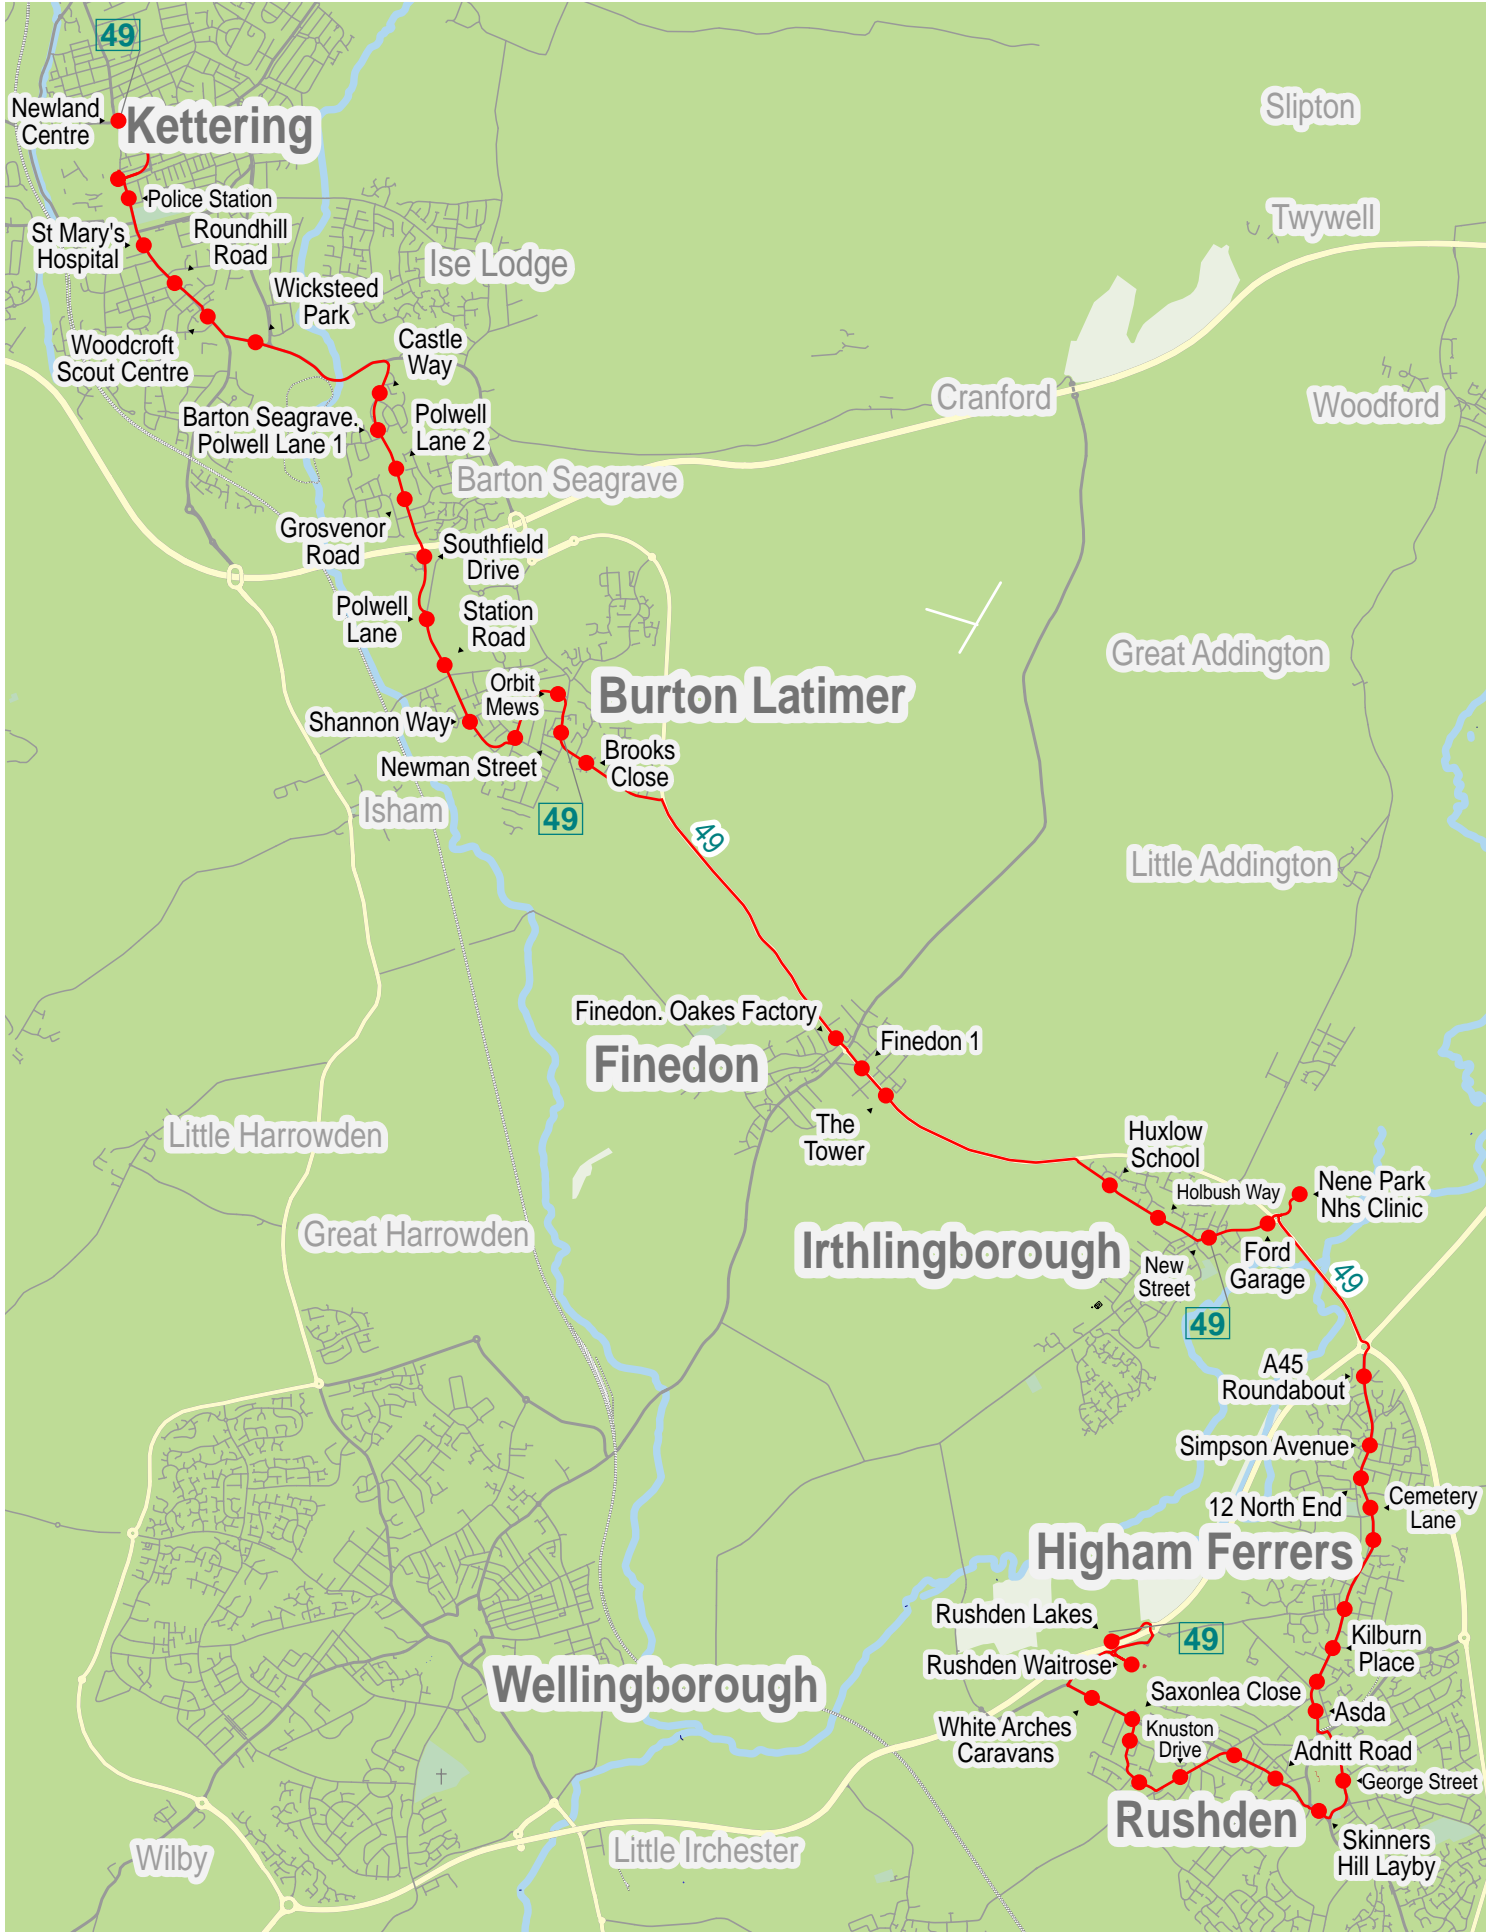 49
Newland
Centre
Kettering
Slipton
Police Station
Twywell
St Mary's
Hospital
Roundhill
Road
Ise Lodge
Wicksteed
Park
Woodcroft
Scout Centre
Castle
Way
Cranford
Woodford
Barton Seagrave.
Polwell Lane 1
Polwell
Lane 2
Barton Seagrave
Grosvenor
Road
Southfield
Drive
Polwell
Lane
Station
Road
Great Addington
Orbit
Mews
Burton Latimer
Shannon Way
Newman Street
Brooks
Close
Isham
49
49
Little Addington
Finedon. Oakes Factory
Finedon 1
Finedon
The
Tower
Little Harrowden
Huxlow
School
Holbush Way
Nene Park
Nhs Clinic
Great Harrowden
Irthlingborough
New
Street
Ford
Garage
49
49
A45
Roundabout
Simpson Avenue
12 North End
Cemetery
Lane
Higham Ferrers
Rushden Lakes
49
Kilburn
Place
Rushden Waitrose
Wellingborough
Saxonlea Close
Asda
White Arches
Caravans
Knuston
Drive
Adnitt Road
George Street
Rushden
Skinners
Hill Layby
Wilby
Little Irchester